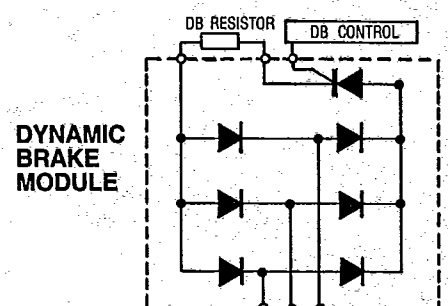 DB RESISTOR
DB CONTROL
DYNAMIC
BRAKE
MODULE